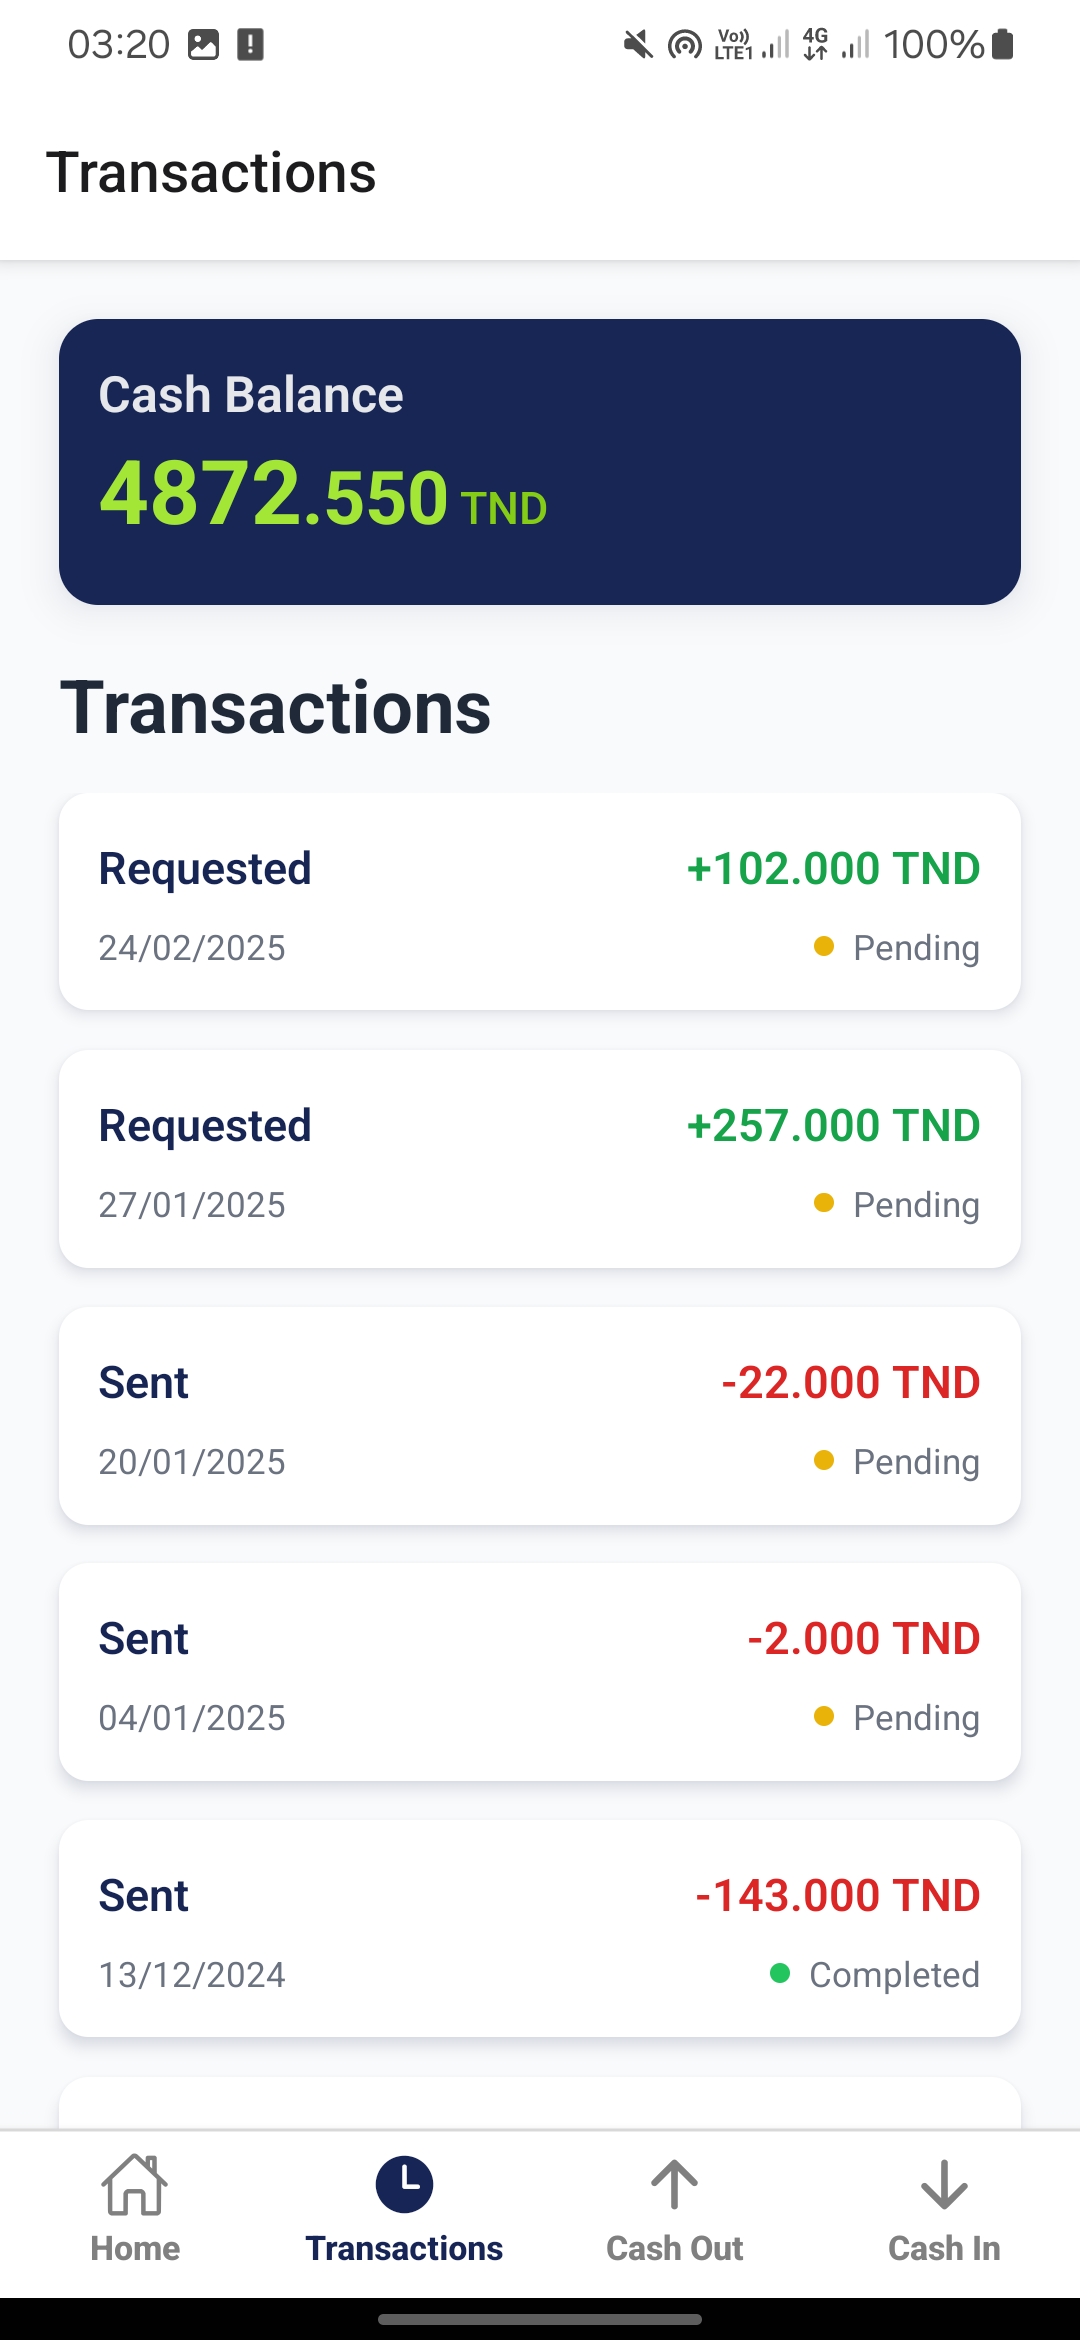 03:20
Vo)) LTE1 4G 100%
Transactions
Cash Balance
4872.550 TND
Transactions
Requested +102.000 TND
24/02/2025 Pending
Requested +257.000 TND
27/01/2025 Pending
Sent -22.000 TND
20/01/2025 Pending
Sent -2.000 TND
04/01/2025 Pending
Sent -143.000 TND
13/12/2024 Completed
Home Transactions Cash Out Cash In